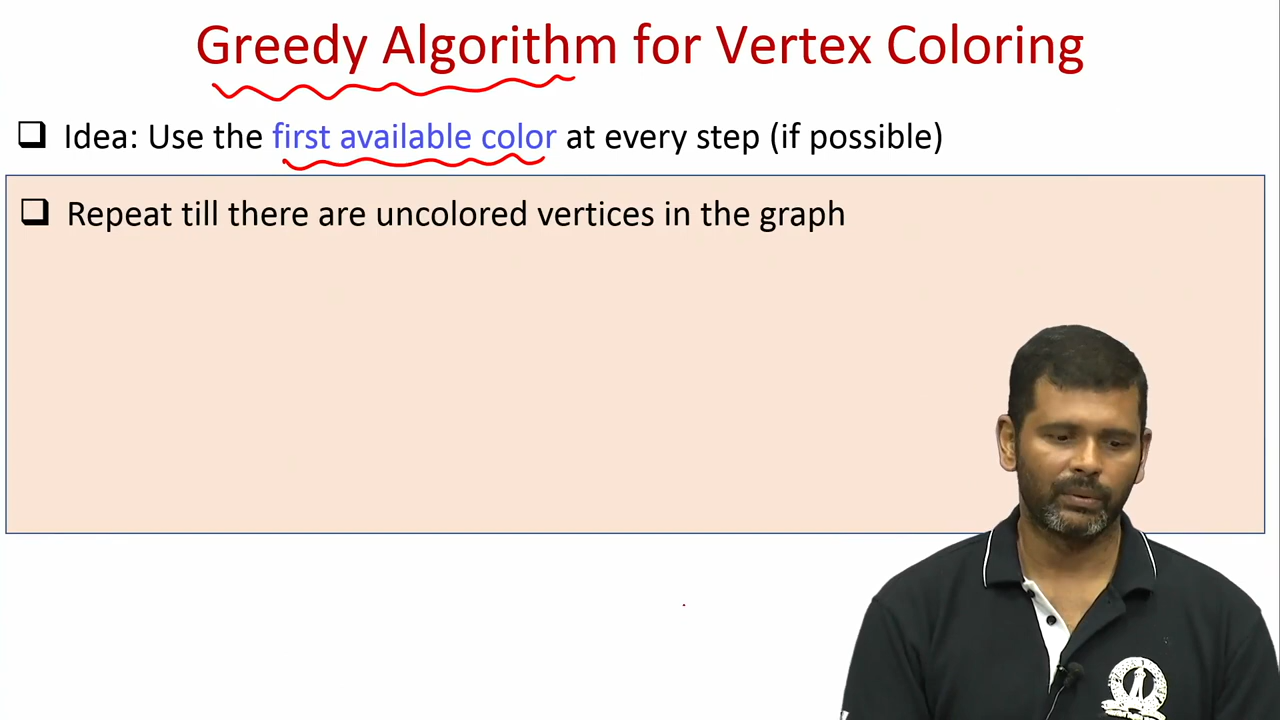 Greedy Algorithm for Vertex Coloring
Idea: Use the first available color at every step (if possible)
Repeat till there are uncolored vertices in the graph